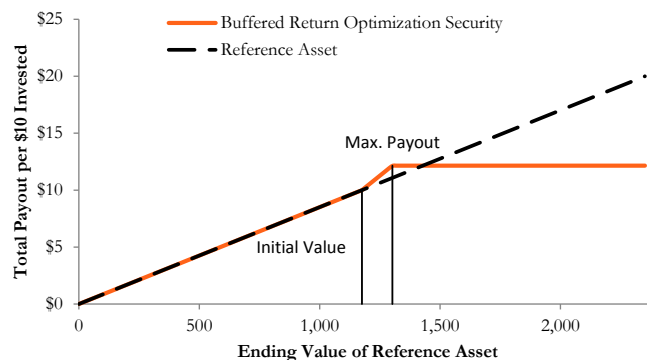 $25
Buffered Return Optimization Security
Reference Asset
$20
$15
Max. Payout
$10
Initial Value
$5
$0
0 500 1,000 1,500 2,000
Total Payout per $10 Invested
Ending Value of Reference Asset